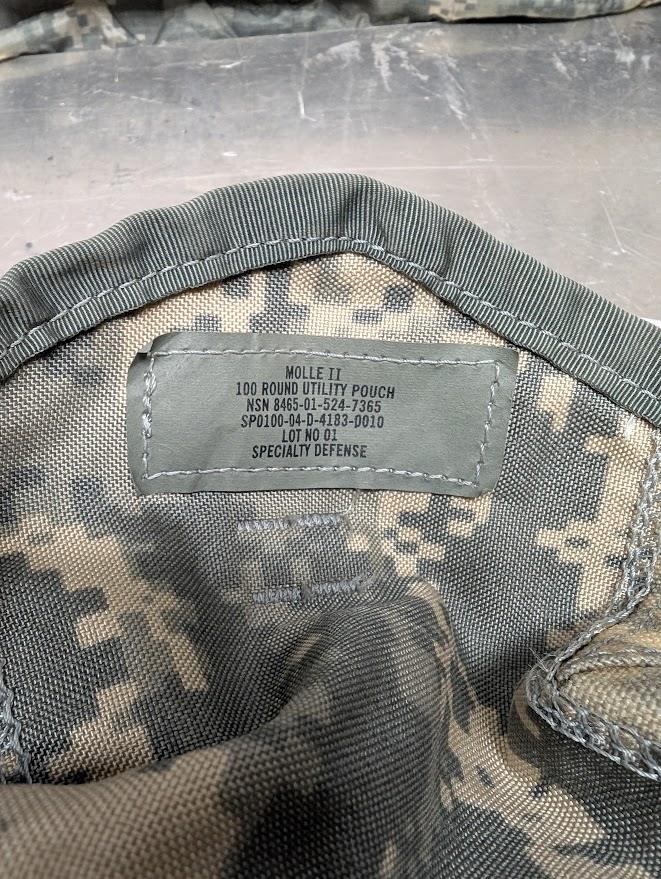 MOLLE II
100 ROUND UTILITY POUCH
NSN 8465-01-524-7365
SP0100-04-D-4183-0010
LOT NO 01
SPECIALTY DEFENSE